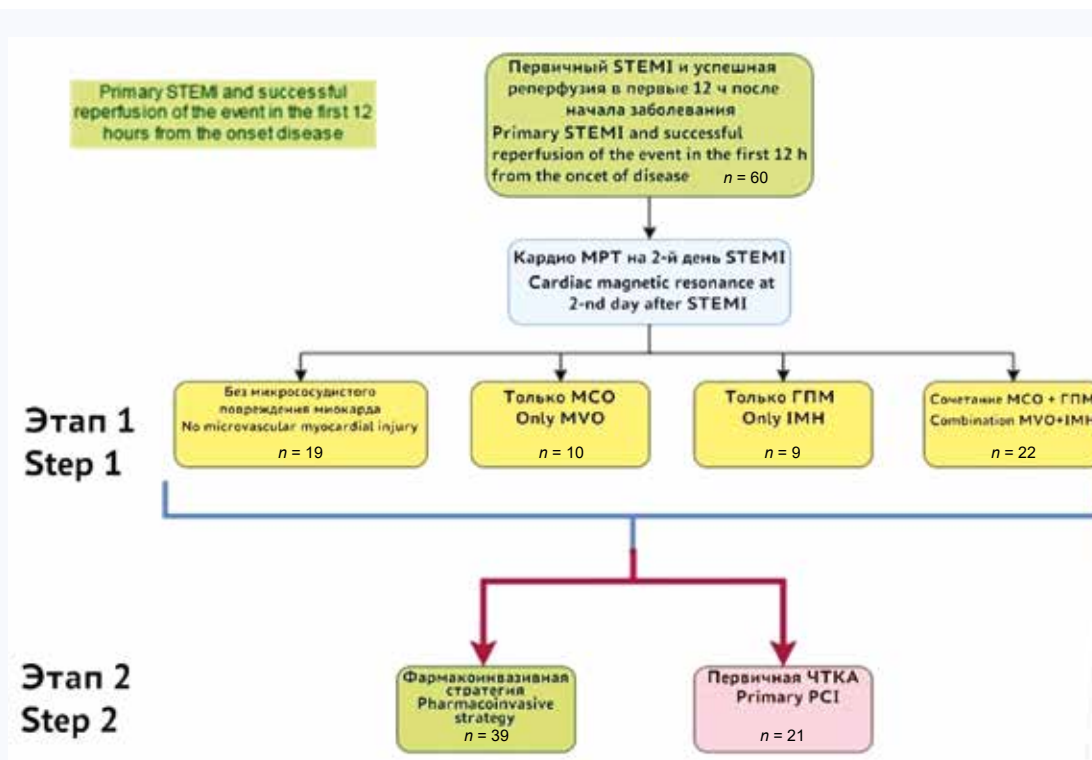 Primary STEMI and successful
reperfusion of the event in the first 12
hours from the onset disease
Первичный STEMI и успешная
реперфузия в первые 12 ч после
начала заболевания
Primary STEMI and successful
reperfusion of the event in the first 12 h
from the oncet of disease n = 60
Кардио МРТ на 2-й день STEMI
Cardiac magnetic resonance at
2-nd day after STEMI
Этап 1
Step 1
Без микрососудистого
повреждения миокарда
No microvascular myocardial injury
n = 19
Только МСО
Only MVO
n = 10
Только ГПМ
Only IMH
n = 9
Сочетание МСО + ГПМ
Combination MVO+IMH
n = 22
Этап 2
Step 2
Фармакоинвазивная
стратегия
Pharmacoinvasive
strategy
n = 39
Первичная ЧТКА
Primary PCI
n = 21